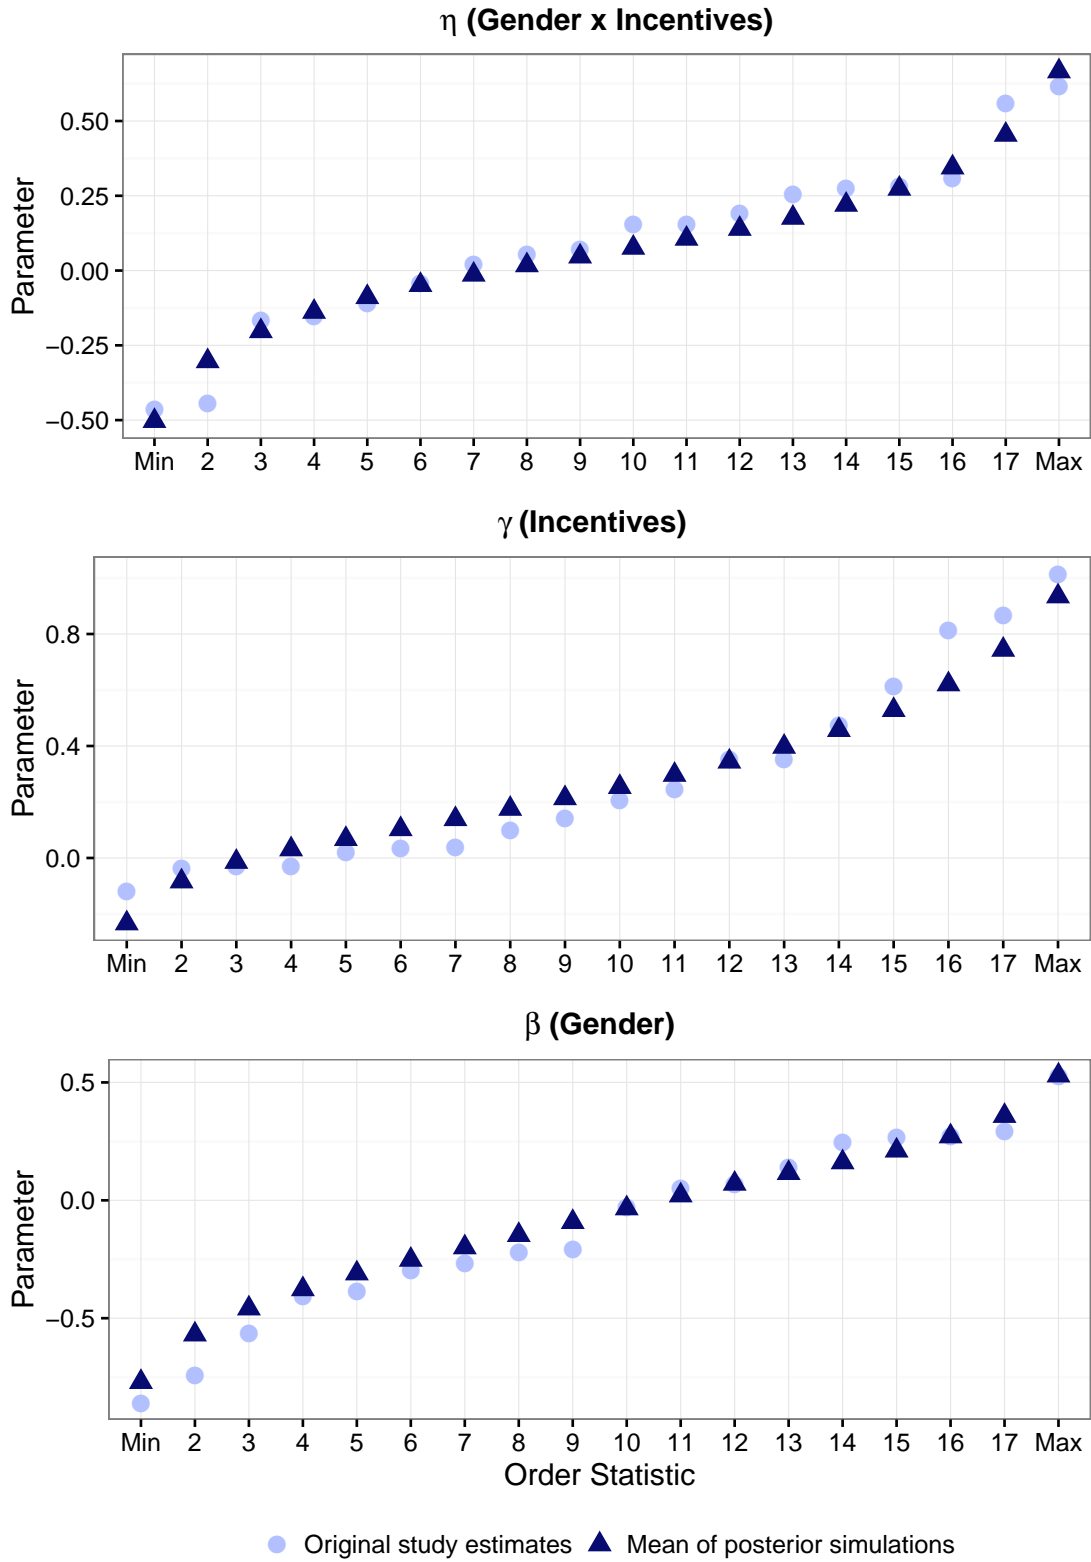 η (Gender x Incentives)
Parameter
0.50
0.25
0.00
−0.25
−0.50
Min 2 3 4 5 6 7 8 9 10 11 12 13 14 15 16 17 Max
γ (Incentives)
Parameter
0.8
0.4
0.0
Min 2 3 4 5 6 7 8 9 10 11 12 13 14 15 16 17 Max
β (Gender)
Parameter
0.5
0.0
−0.5
Min 2 3 4 5 6 7 8 9 10 11 12 13 14 15 16 17 Max
Order Statistic
Original study estimates Mean of posterior simulations